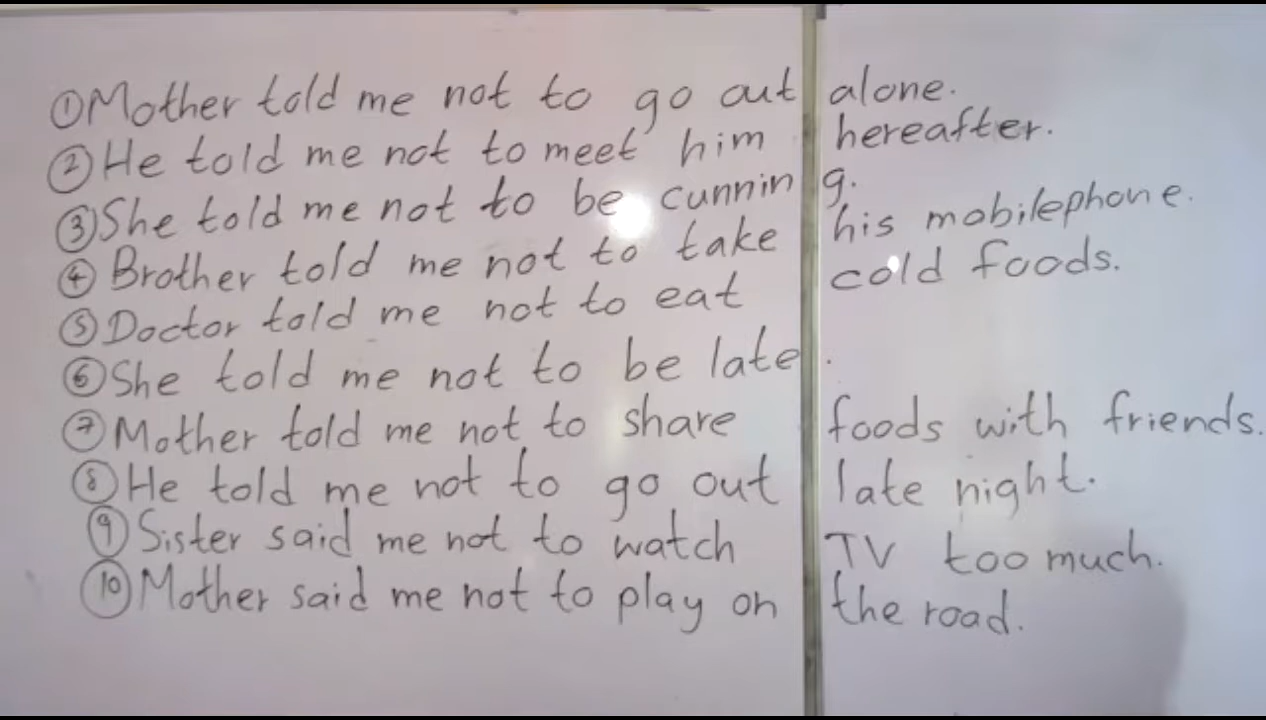 ①Mother told me not to go out alone.
②He told me not to meet him hereafter.
③She told me not to be cunning.
④Brother told me not to take his mobilephone.
⑤Doctor told me not to eat cold foods.
⑥She told me not to be late.
⑦Mother told me not to share foods with friends.
⑧He told me not to go out late night.
⑨Sister said me not to watch TV too much.
⑩Mother said me not to play on the road.